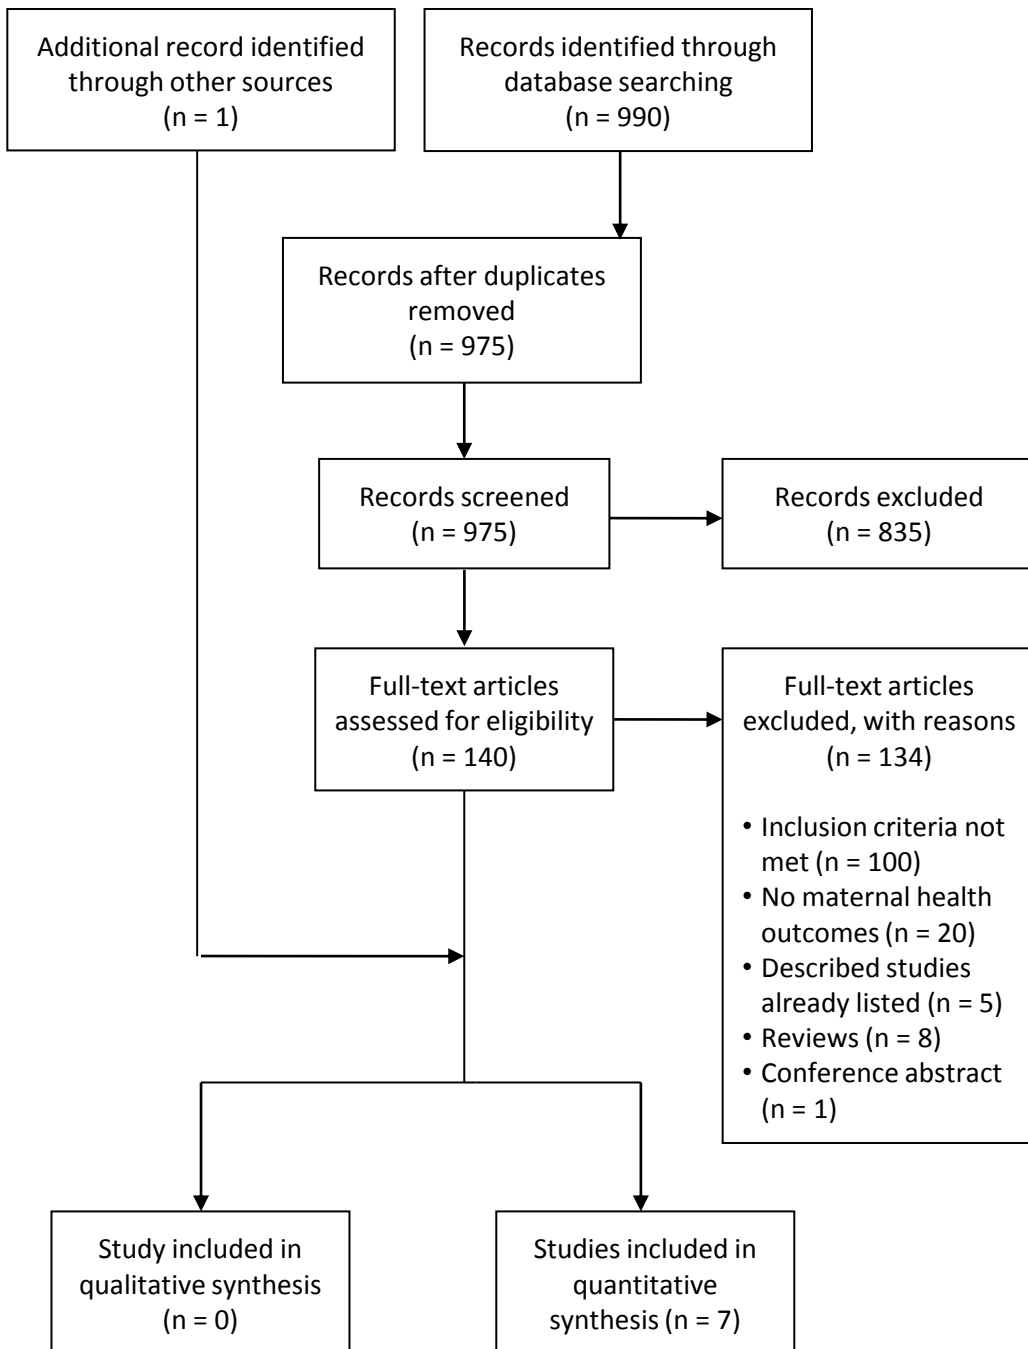 Additional record identified
through other sources
(n = 1)
Records identified through
database searching
(n = 990)
Records after duplicates
removed
(n = 975)
Records screened
(n = 975)
Records excluded
(n = 835)
Full-text articles
assessed for eligibility
(n = 140)
Full-text articles
excluded, with reasons
(n = 134)
• Inclusion criteria not
met (n = 100)
• No maternal health
outcomes (n = 20)
• Described studies
already listed (n = 5)
• Reviews (n = 8)
• Conference abstract
(n = 1)
Study included in
qualitative synthesis
(n = 0)
Studies included in
quantitative
synthesis (n = 7)